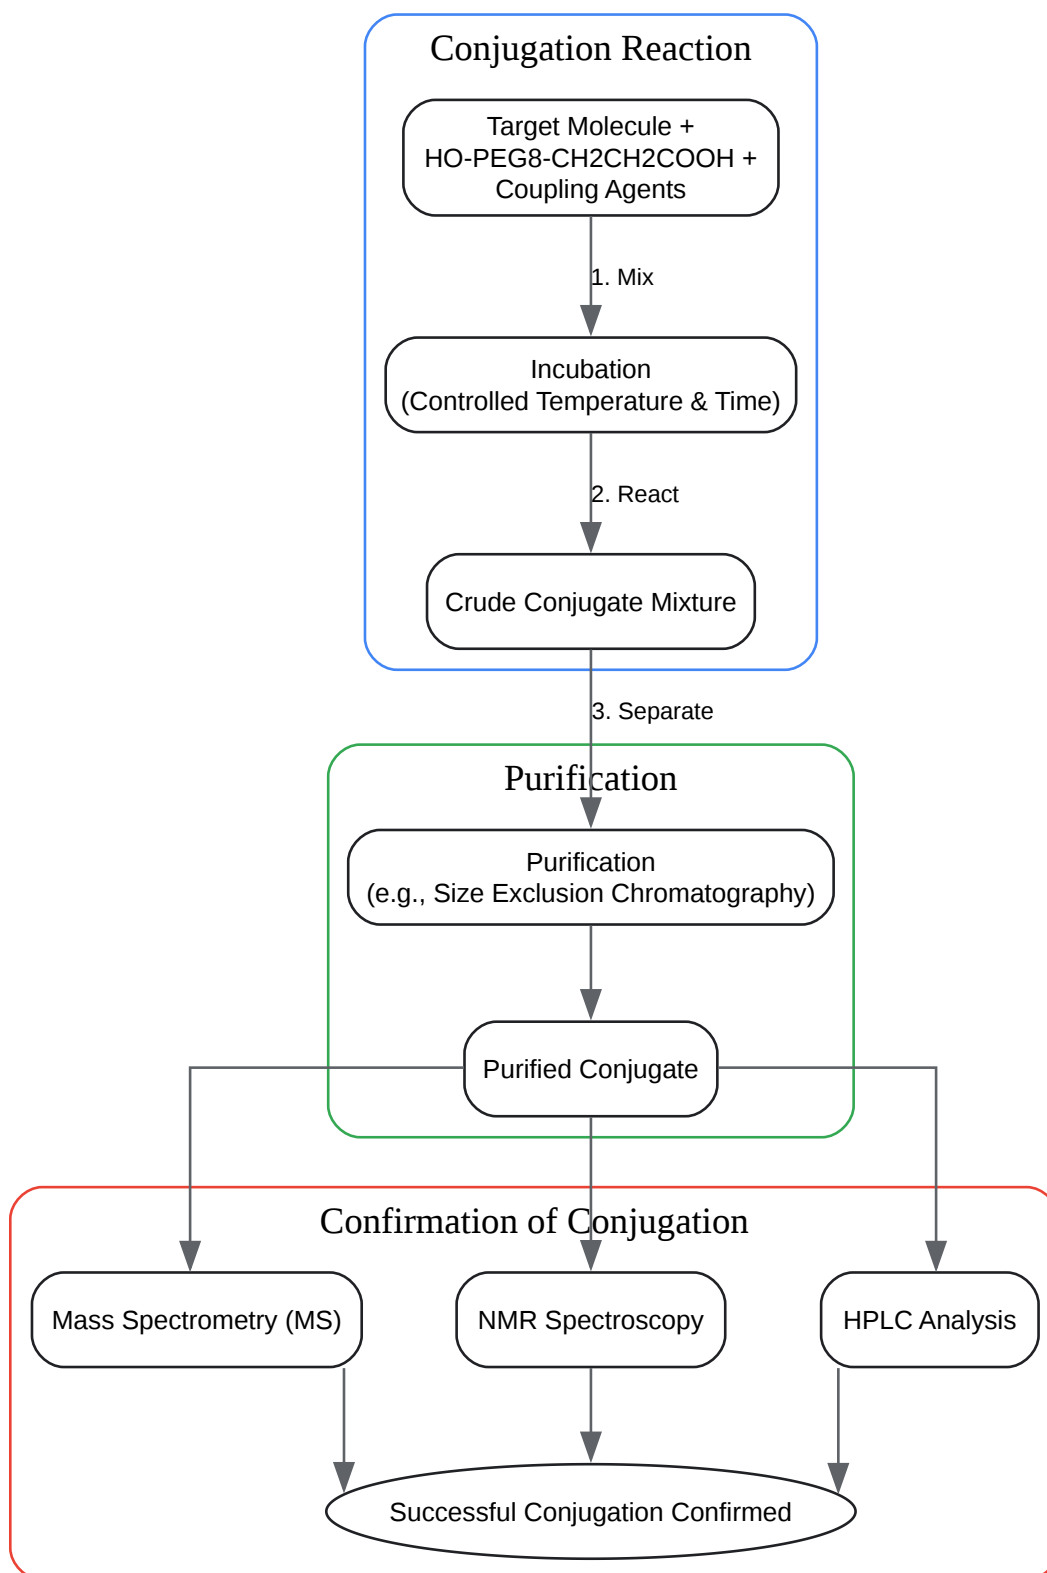 Conjugation Reaction
Target Molecule +
HO-PEG8-CH2CH2COOH +
Coupling Agents
1. Mix
Incubation
(Controlled Temperature & Time)
2. React
Crude Conjugate Mixture
3. Separate
Purification
Purification
(e.g., Size Exclusion Chromatography)
Purified Conjugate
Confirmation of Conjugation
Mass Spectrometry (MS)
NMR Spectroscopy
HPLC Analysis
Successful Conjugation Confirmed